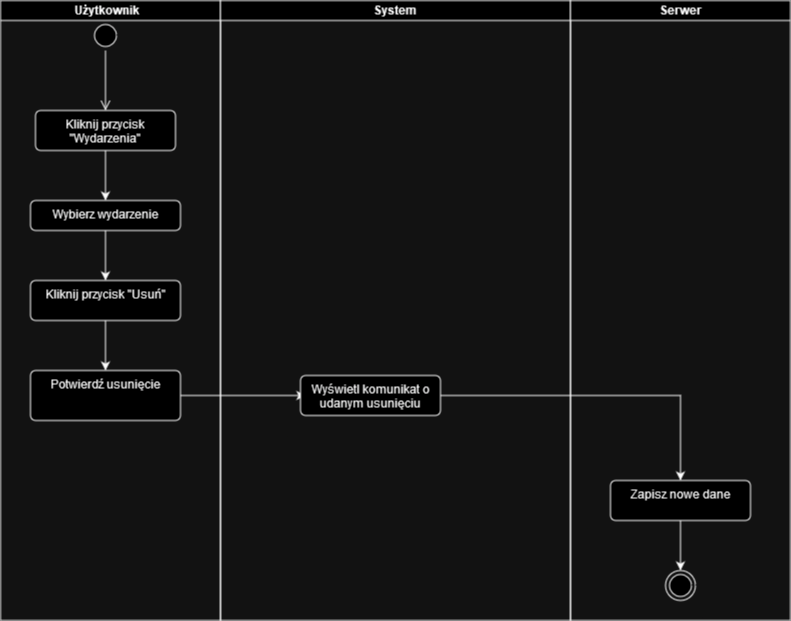 Użytkownik
System
Serwer
Kliknij przycisk
"Wydarzenia"
Wybierz wydarzenie
Kliknij przycisk "Usuń"
Potwierdź usunięcie
Wyświetl komunikat o
udanym usunięciu
Zapisz nowe dane